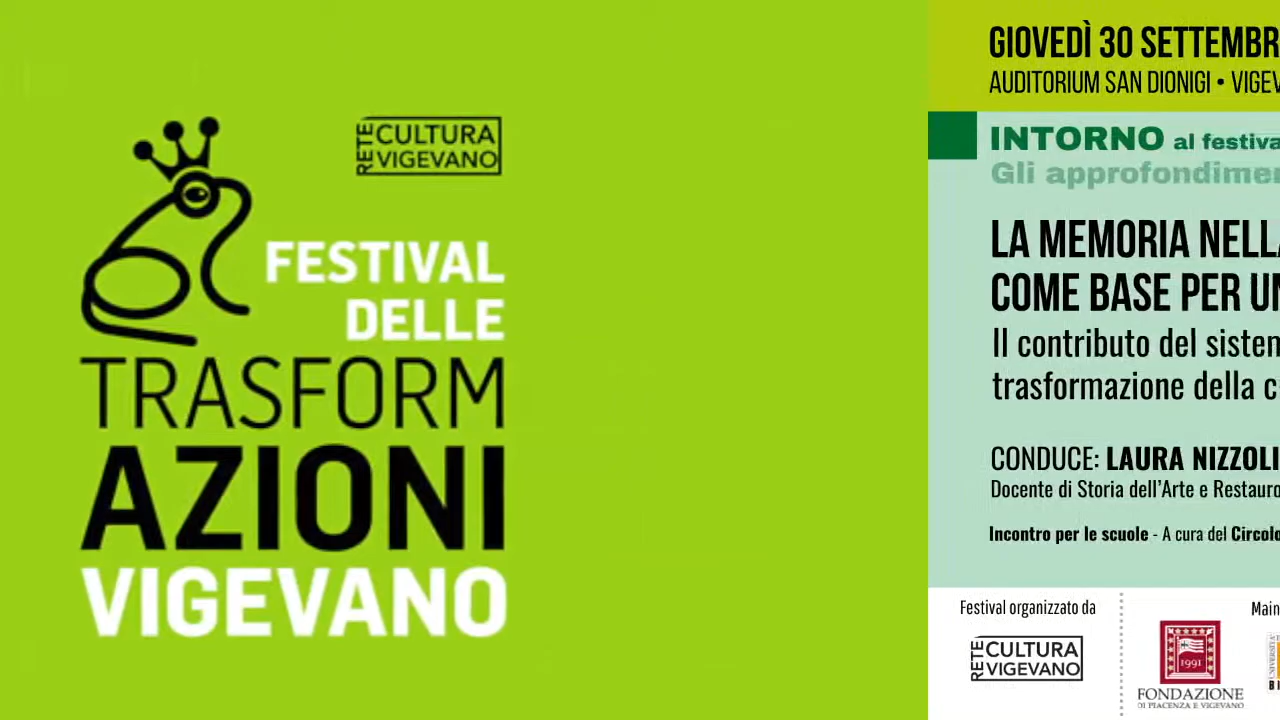 RETE
CULTURA
VIGEVANO
FESTIVAL
DELLE
TRASFORM
AZIONI
VIGEVANO
GIOVEDÌ 30 SETTEMBR
AUDITORIUM SAN DIONIGI • VIGEV
INTORNO al festiva
Gli approfondimen
LA MEMORIA NELLA
COME BASE PER UN
Il contributo del sistem
trasformazione della c
CONDUCE: LAURA NIZZOLI
Docente di Storia dell'Arte e Restauro
Incontro per le scuole - A cura del Circolo
Festival organizzato da
Main
RETE
CULTURA
VIGEVANO
1991
FONDAZIONE
DI PIACENZA E VIGEVANO